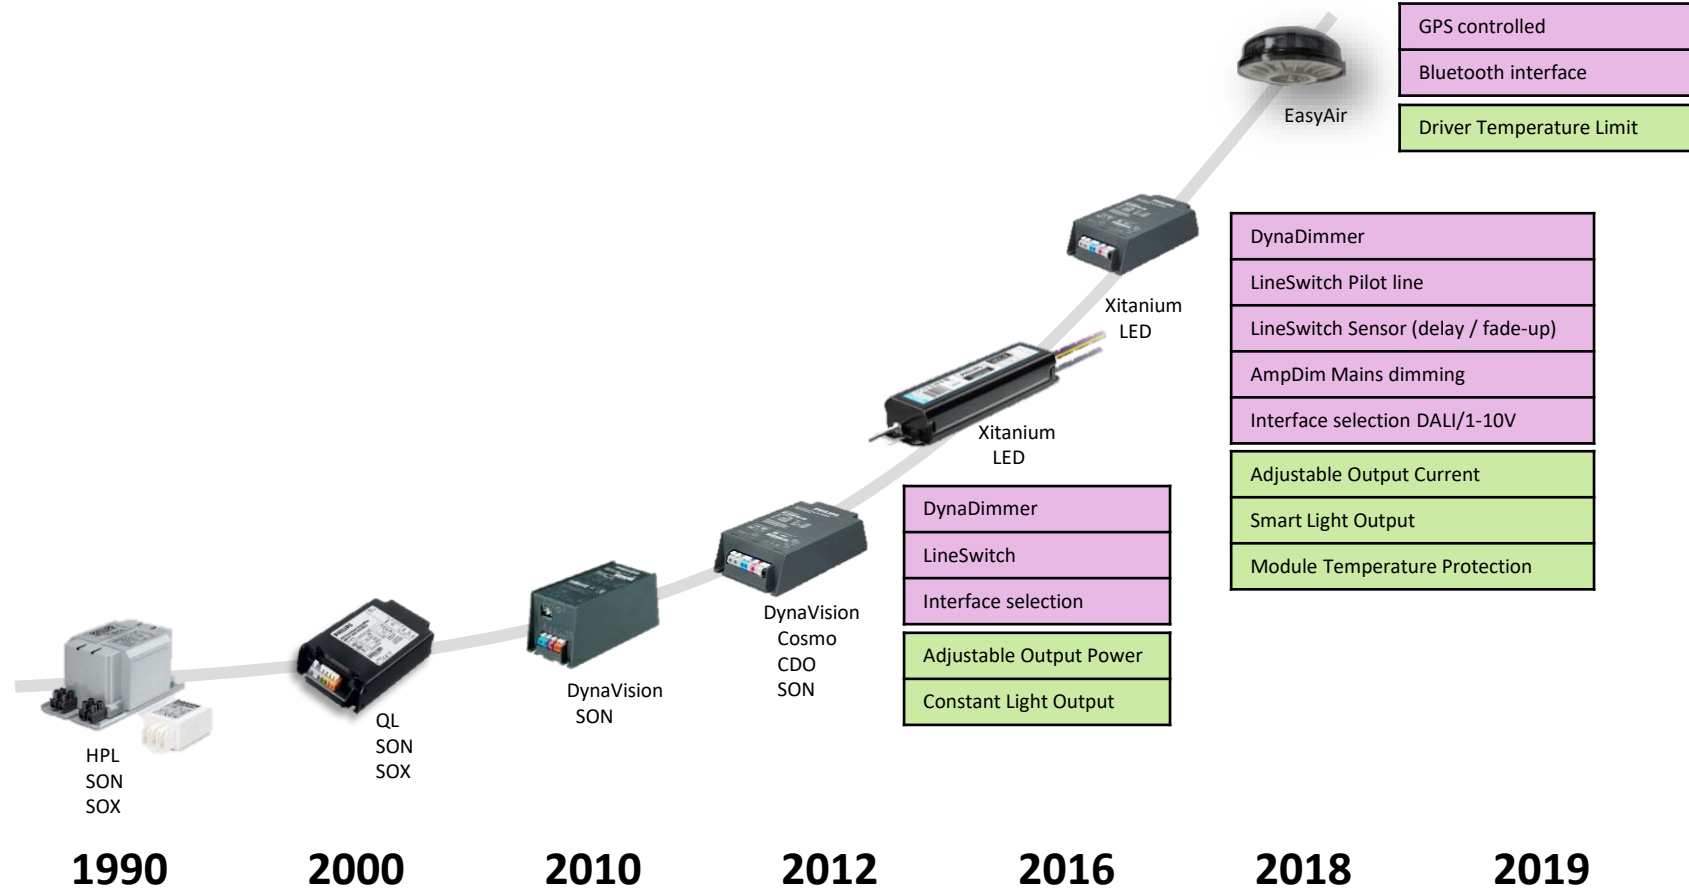 GPS controlled
Bluetooth interface
Driver Temperature Limit
EasyAir
DynaDimmer
LineSwitch Pilot line
LineSwitch Sensor (delay / fade-up)
AmpDim Mains dimming
Interface selection DALI/1-10V
Adjustable Output Current
Smart Light Output
Module Temperature Protection
Xitanium
LED
Xitanium
LED
DynaDimmer
LineSwitch
Interface selection
Adjustable Output Power
Constant Light Output
DynaVision
Cosmo
CDO
SON
DynaVision
SON
PHILIPS
QL
SON
SOX
HPL
SON
SOX
1990
2000
2010
2012
2016
2018
2019